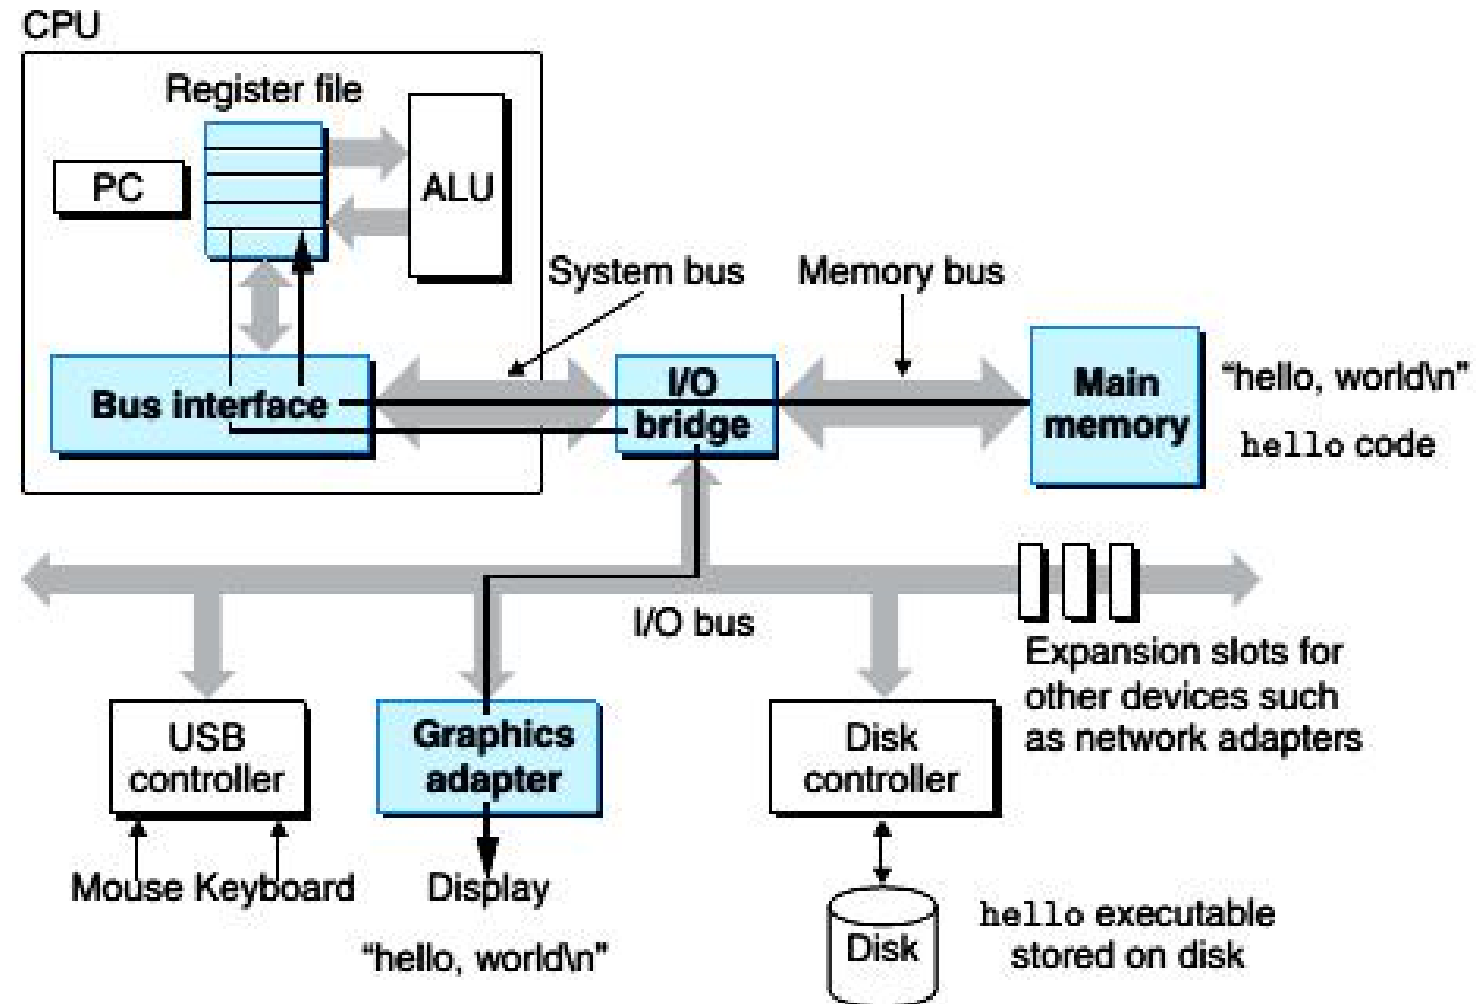 CPU
Register file
PC
ALU
System bus
Memory bus
Bus interface
I/O
bridge
Main
memory
"hello, world\n"
hello code
I/O bus
Expansion slots for
other devices such
as network adapters
USB
controller
Graphics
adapter
Disk
controller
Mouse Keyboard
Display
"hello, world\n"
Disk
hello executable
stored on disk